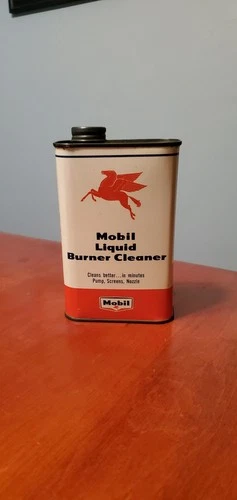 Mobil
Liquid
Burner Cleaner
Cleans better...in minutes
Pump, Screens, Nozzle
Mobil